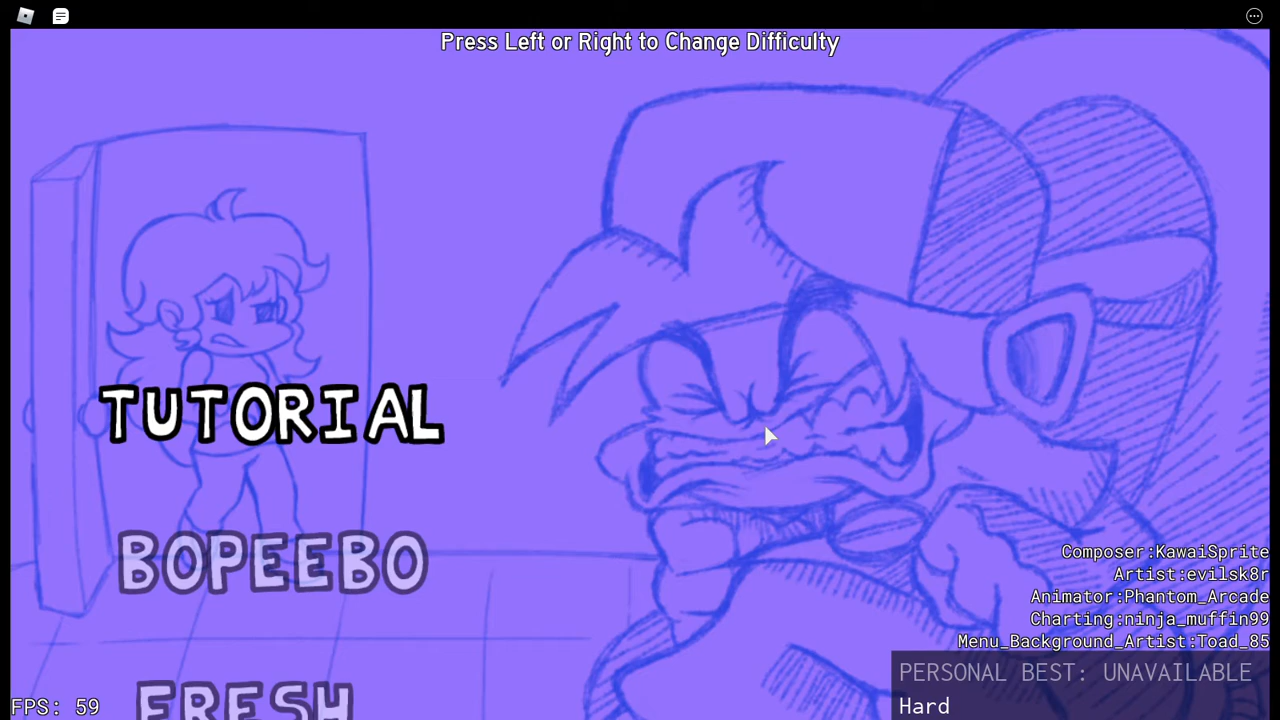 Press Left or Right to Change Difficulty
TUTORIAL
BOPEEBO
FRESH
Composer:KawaiSprite
Artist:evilsk8r
Animator:Phantom_Arcade
Charting:ninja_muffin99
Menu_Background_Artist:Toad_85
PERSONAL BEST: UNAVAILABLE
Hard
FPS: 59